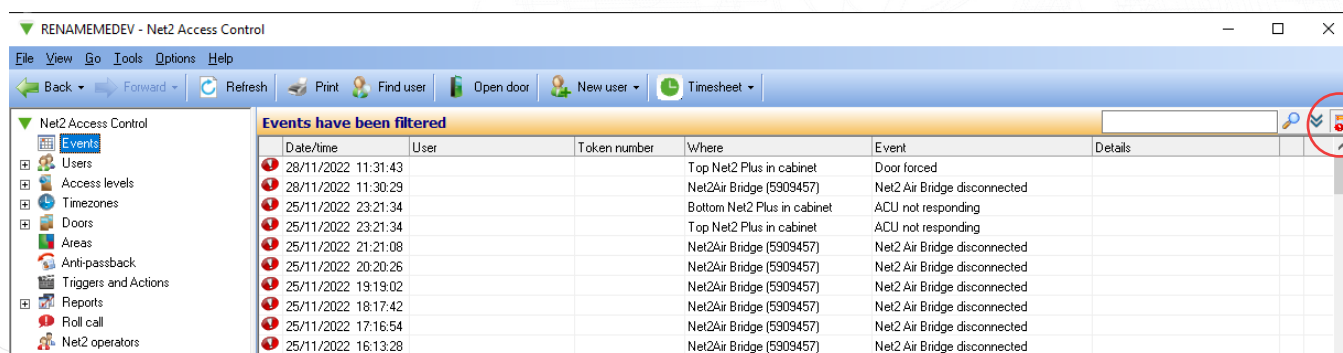 RENAMEMEDEV - Net2 Access Control
File View Go Tools Options Help
Back Forward Refresh Print Find user Open door New user Timesheet
Net2 Access Control
Events
Users
Access levels
Timezones
Doors
Areas
Anti-passback
Triggers and Actions
Reports
Roll call
Net2 operators
Events have been filtered
Date/time User Token number Where Event Details
28/11/2022 11:31:43 Top Net2 Plus in cabinet Door forced
28/11/2022 11:30:29 Net2Air Bridge (5909457) Net2 Air Bridge disconnected
25/11/2022 23:21:34 Bottom Net2 Plus in cabinet ACU not responding
25/11/2022 23:21:34 Top Net2 Plus in cabinet ACU not responding
25/11/2022 21:21:08 Net2Air Bridge (5909457) Net2 Air Bridge disconnected
25/11/2022 20:20:26 Net2Air Bridge (5909457) Net2 Air Bridge disconnected
25/11/2022 19:19:02 Net2Air Bridge (5909457) Net2 Air Bridge disconnected
25/11/2022 18:17:42 Net2Air Bridge (5909457) Net2 Air Bridge disconnected
25/11/2022 17:16:54 Net2Air Bridge (5909457) Net2 Air Bridge disconnected
25/11/2022 16:13:28 Net2Air Bridge (5909457) Net2 Air Bridge disconnected